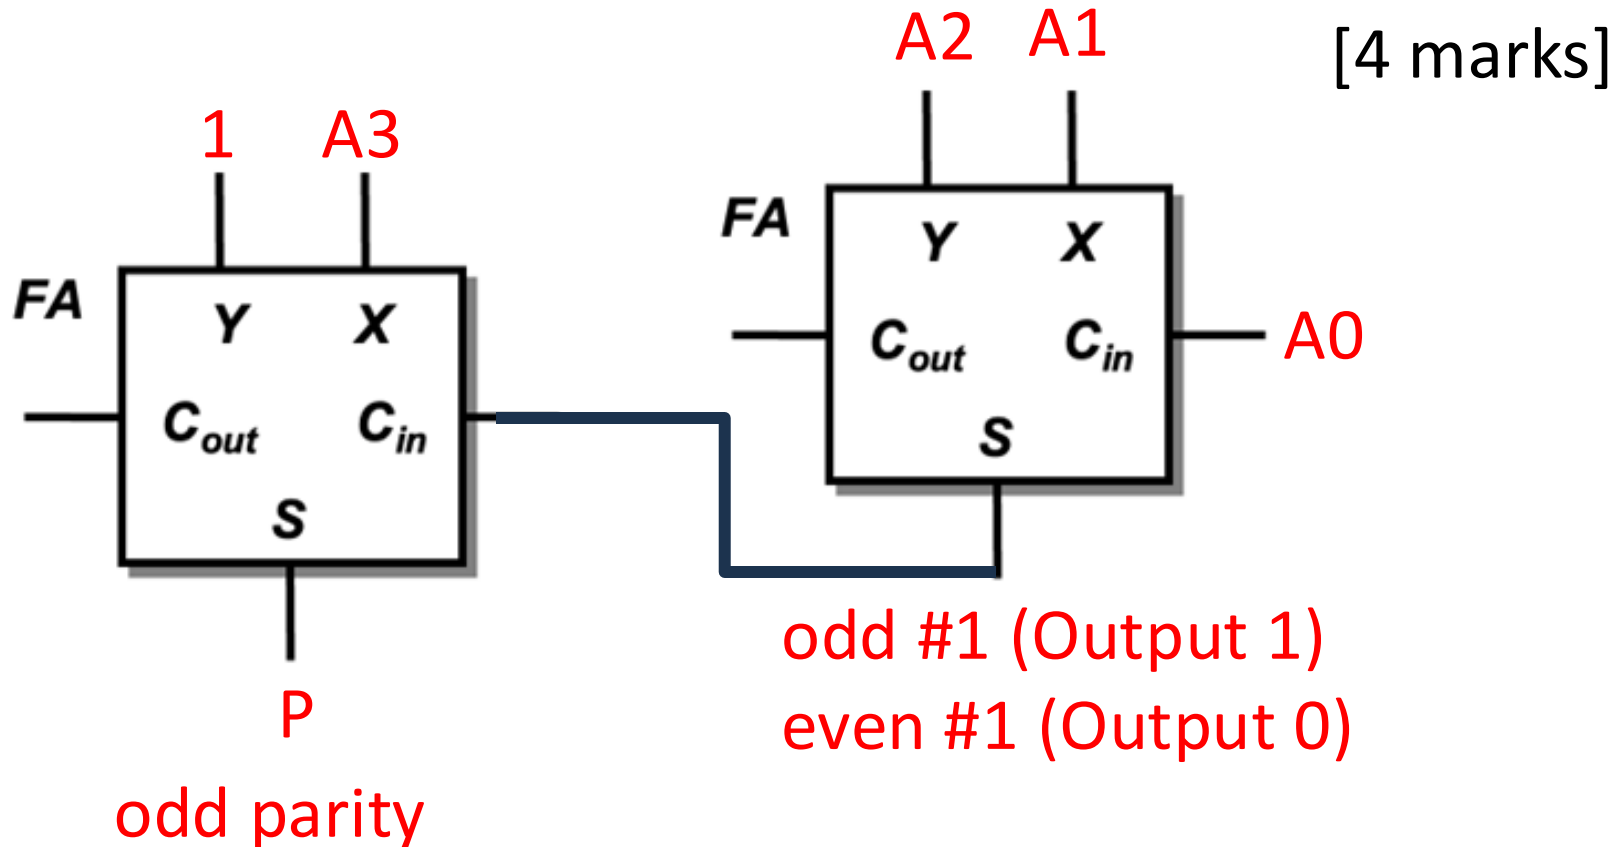 [4 marks]
A2 A1
1 A3
FA
Y X
Cout Cin
S
A0
FA
Y X
Cout Cin
S
odd #1 (Output 1)
even #1 (Output 0)
P
odd parity